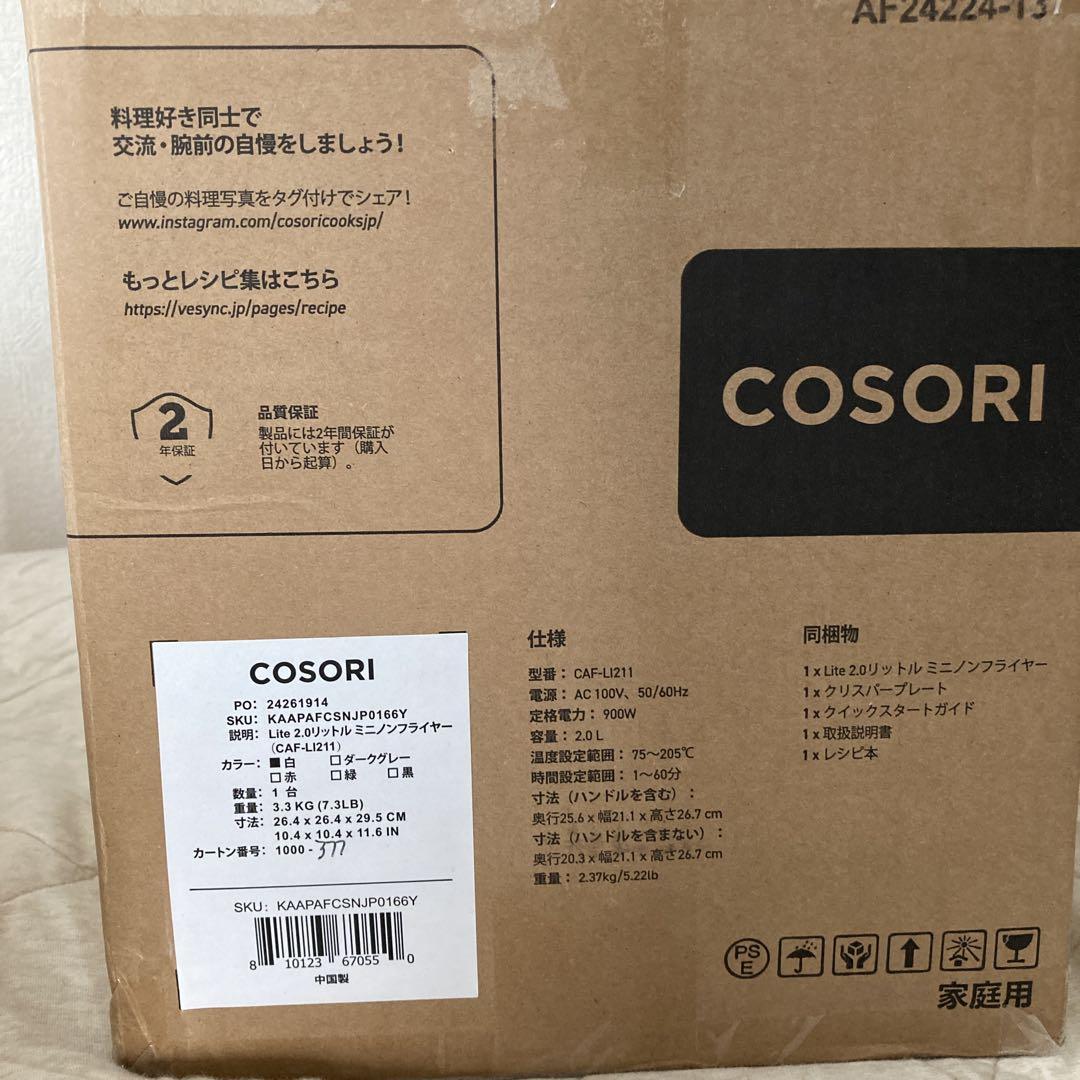 AF24224-13
料理好き同士で
交流・腕前の自慢をしましょう！
ご自慢の料理写真をタグ付けでシェア！
www.instagram.com/cosoricooksjp/
もっとレシピ集はこちら
https://vesync.jp/pages/recipe
2
年保証
品質保証
製品には2年間保証が
付いています（購入
日から起算）。
COSORI
COSORI
PO: 24261914
SKU: KAAPAFCSNJP0166Y
説明: Lite 2.0リットル ミニノンフライヤー
（CAF-LI211）
カラー: ■白 □ダークグレー
□赤 □緑 □黒
数量: 1 台
重量: 3.3 KG (7.3LB)
寸法: 26.4 x 26.4 x 29.5 CM
10.4 x 10.4 x 11.6 IN
カートン番号: 1000 - 577
SKU: KAAPAFCSNJP0166Y
8 10123 67055 0
中国製
仕様
型番： CAF-LI211
電源： AC 100V、50/60Hz
定格電力： 900W
容量： 2.0 L
温度設定範囲： 75～205℃
時間設定範囲： 1～60分
寸法（ハンドルを含む）：
奥行25.6 x 幅21.1 x 高さ26.7 cm
寸法（ハンドルを含まない）：
奥行20.3 x 幅21.1 x 高さ26.7 cm
重量： 2.37kg/5.22lb
同梱物
1 x Lite 2.0リットル ミニノンフライヤー
1 x クリスパープレート
1 x クイックスタートガイド
1 x 取扱説明書
1 x レシピ本
PS
E
家庭用